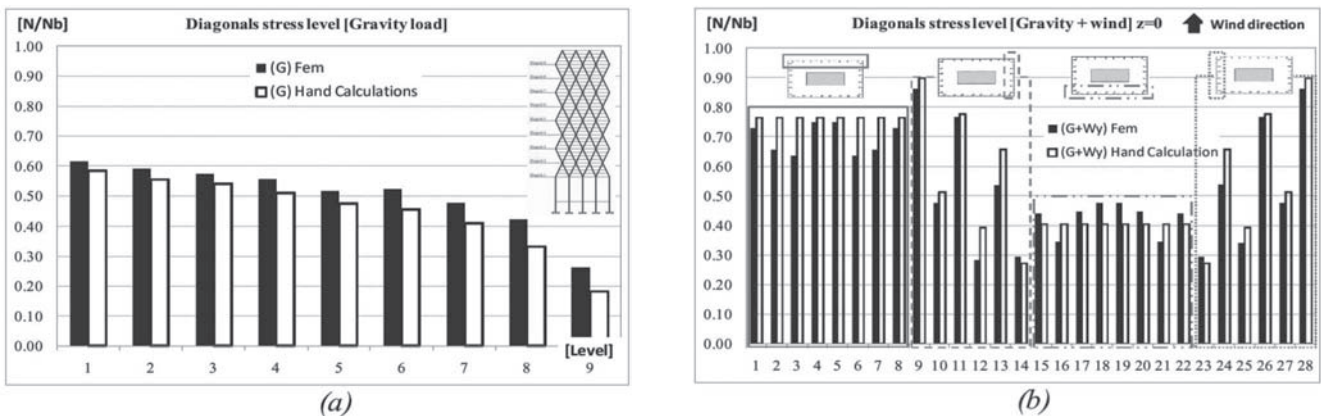 [N/Nb] Diagonals stress level [Gravity load]
1.00
0.90
0.80
0.70
0.60
0.50
0.40
0.30
0.20
0.10
0.00
(G) Fem
(G) Hand Calculations
[Level]
1 2 3 4 5 6 7 8 9
(a)
[N/Nb] Diagonals stress level [Gravity + wind] z=0 Wind direction
1.00
0.90
0.80
0.70
0.60
0.50
0.40
0.30
0.20
0.10
0.00
(G+Wy) Fem
(G+Wy) Hand Calculation
1 2 3 4 5 6 7 8 9 10 11 12 13 14 15 16 17 18 19 20 21 22 23 24 25 26 27 28
(b)